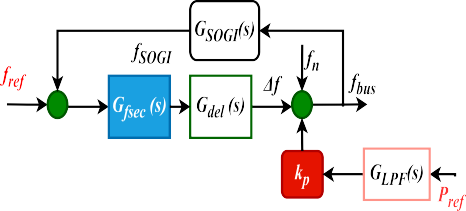 G_SOGI(s)
f_SOGI
f_n
f_ref
Δf
f_bus
G_fsec (s)
G_del (s)
k_p
G_LPF(s)
P_ref